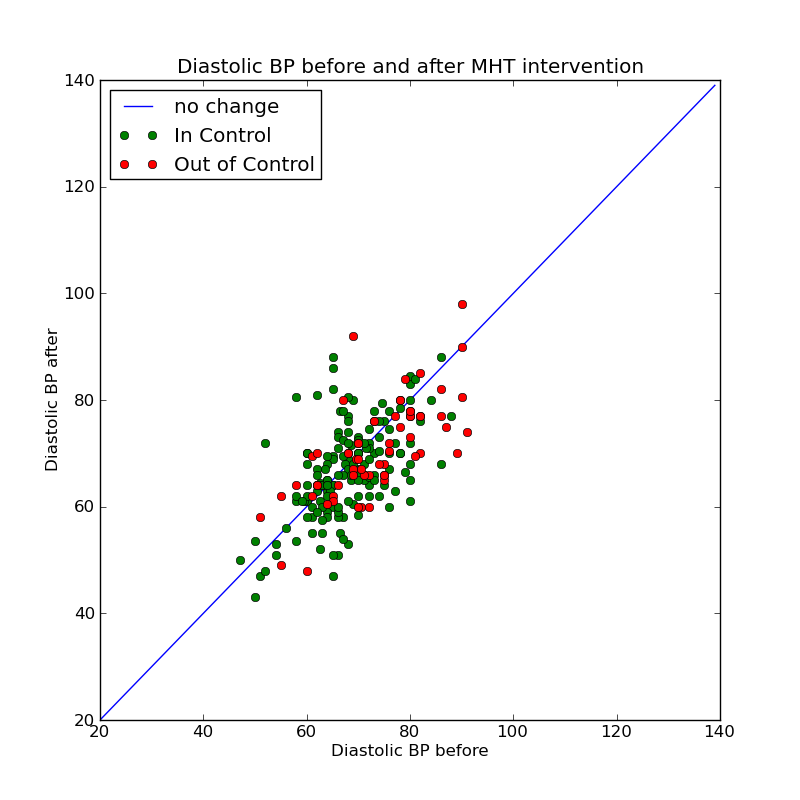 Diastolic BP before and after MHT intervention
no change
In Control
Out of Control
140
120
100
80
60
40
20
Diastolic BP after
20 40 60 80 100 120 140
Diastolic BP before